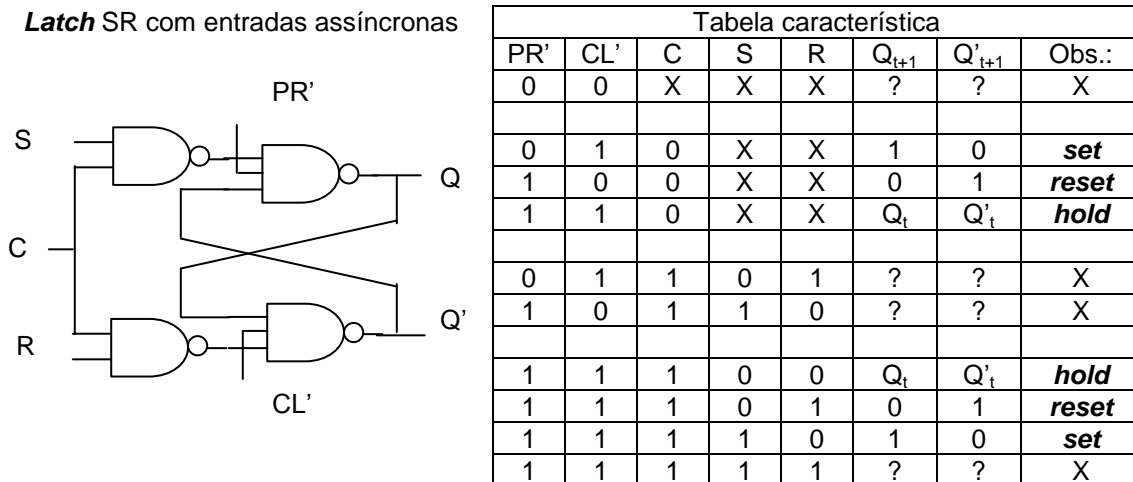 Latch SR com entradas assíncronas
PR’
S
Q
C
R
Q’
CL’
Tabela característica
PR’ CL’ C S R Qt+1 Q’t+1 Obs.:
0 0 X X X ? ? X
0 1 0 X X 1 0 set
1 0 0 X X 0 1 reset
1 1 0 X X Qt Q’t hold
0 1 1 0 1 ? ? X
1 0 1 1 0 ? ? X
1 1 1 0 0 Qt Q’t hold
1 1 1 0 1 0 1 reset
1 1 1 1 0 1 0 set
1 1 1 1 1 ? ? X